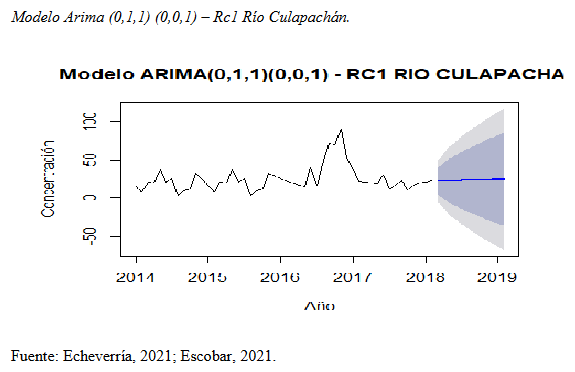 Modelo Arima (0,1,1) (0,0,1) – Rc1 Río Culapachán.
Modelo ARIMA(0,1,1)(0,0,1) - RC1 RIO CULAPACHA
Concentración
100
50
0
-50
2014 2015 2016 2017 2018 2019
Año
Fuente: Echeverría, 2021; Escobar, 2021.